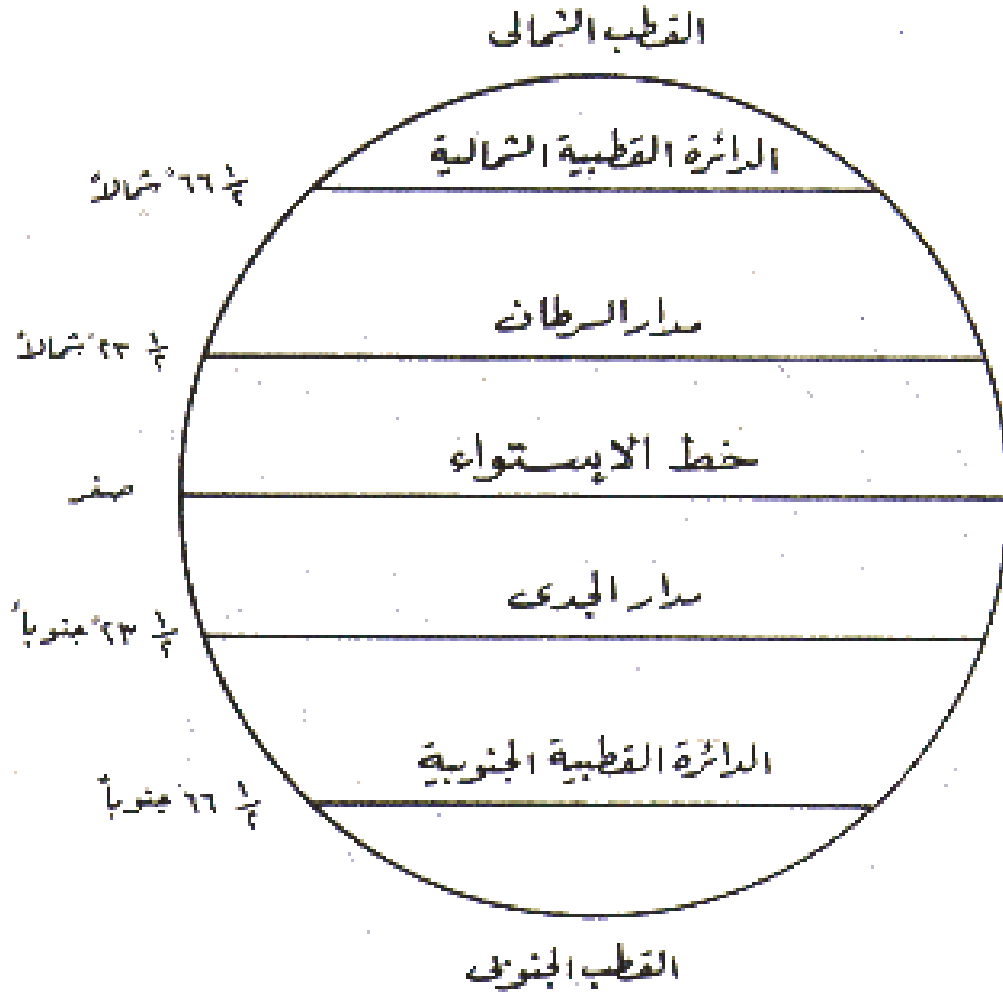 القطب الشمالى
الدائرة القطبية الشمالية
½ ٦٦° شمالاً
مدار السرطان
½ ٢٣° شمالاً
خط الإستواء
صفر
مدار الجدى
½ ٢٣° جنوباً
الدائرة القطبية الجنوبية
½ ٦٦° جنوباً
القطب الجنوبى